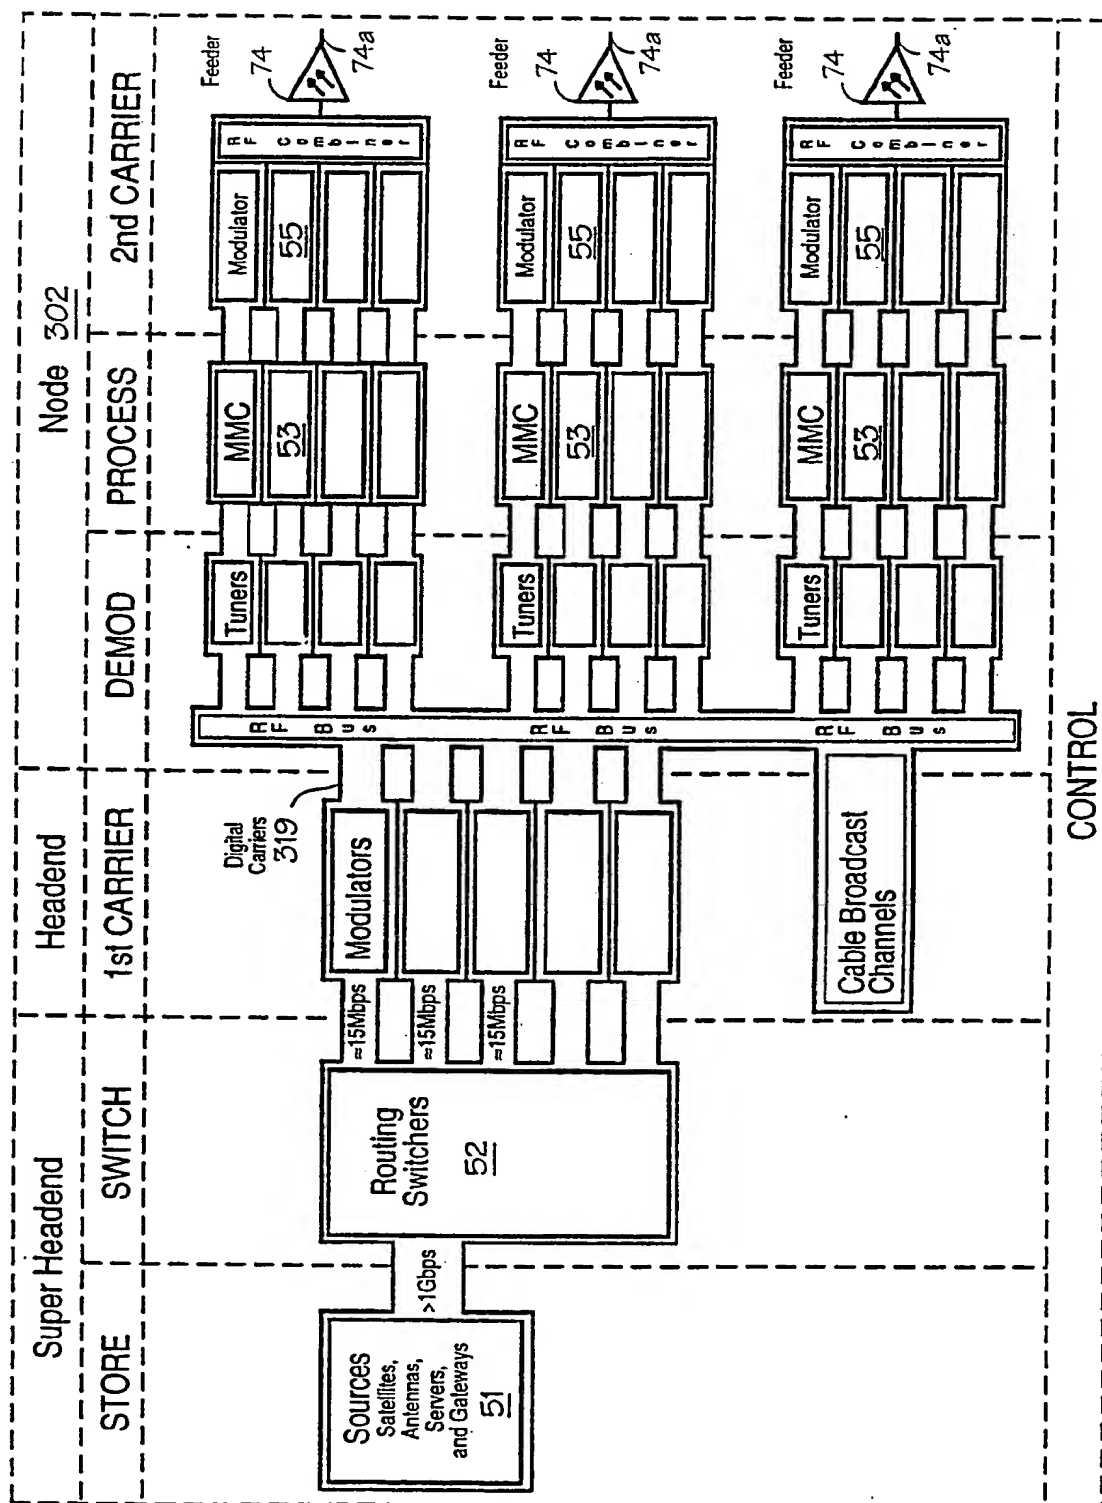 Super Headend
Headend
Node 302
STORE
SWITCH
1st CARRIER
DEMOD
PROCESS
2nd CARRIER
Sources
Satellites,
Antennas,
Servers,
and Gateways
51
>1Gbps
Routing
Switchers
52
≈15Mbps
≈15Mbps
≈15Mbps
Modulators
Digital
Carriers
319
Cable Broadcast
Channels
RF Bus
RF Bus
RF Bus
Tuners
MMC
53
Modulator
55
RF Combiner
Feeder
74
74a
Tuners
MMC
53
Modulator
55
RF Combiner
Feeder
74
74a
Tuners
MMC
53
Modulator
55
RF Combiner
Feeder
74
74a
CONTROL